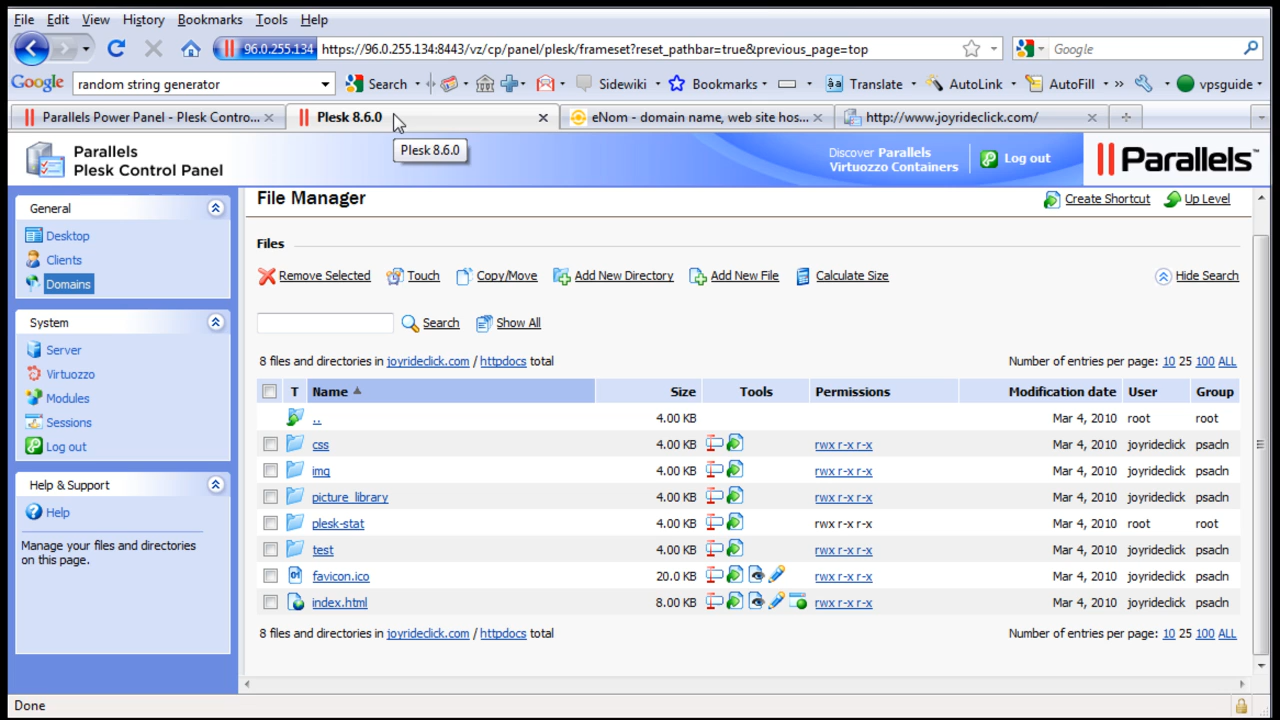 File Edit View History Bookmarks Tools Help
96.0.255.134 https://96.0.255.134:8443/vz/cp/panel/plesk/frameset?reset_pathbar=true&previous_page=top Google
Google random string generator Search Sidewiki Bookmarks Translate AutoLink AutoFill vpsguide
Parallels Power Panel - Plesk Contro... Plesk 8.6.0 eNom - domain name, web site hos... http://www.joyrideclick.com/
Plesk 8.6.0
Parallels
Plesk Control Panel
Discover Parallels
Virtuozzo Containers
Log out
Parallels™
General
Desktop
Clients
Domains
System
Server
Virtuozzo
Modules
Sessions
Log out
Help & Support
Help
Manage your files and directories
on this page.
File Manager
Create Shortcut Up Level
Files
Remove Selected Touch Copy/Move Add New Directory Add New File Calculate Size Hide Search
Search Show All
8 files and directories in joyrideclick.com / httpdocs total Number of entries per page: 10 25 100 ALL
T Name Size Tools Permissions Modification date User Group
.. 4.00 KB Mar 4, 2010 root root
css 4.00 KB rwx r-x r-x Mar 4, 2010 joyrideclick psacln
img 4.00 KB rwx r-x r-x Mar 4, 2010 joyrideclick psacln
picture_library 4.00 KB rwx r-x r-x Mar 4, 2010 joyrideclick psacln
plesk-stat 4.00 KB rwx r-x r-x Mar 4, 2010 root root
test 4.00 KB rwx r-x r-x Mar 4, 2010 joyrideclick psacln
favicon.ico 20.0 KB rwx r-x r-x Mar 4, 2010 joyrideclick psacln
index.html 8.00 KB rwx r-x r-x Mar 4, 2010 joyrideclick psacln
8 files and directories in joyrideclick.com / httpdocs total Number of entries per page: 10 25 100 ALL
Done